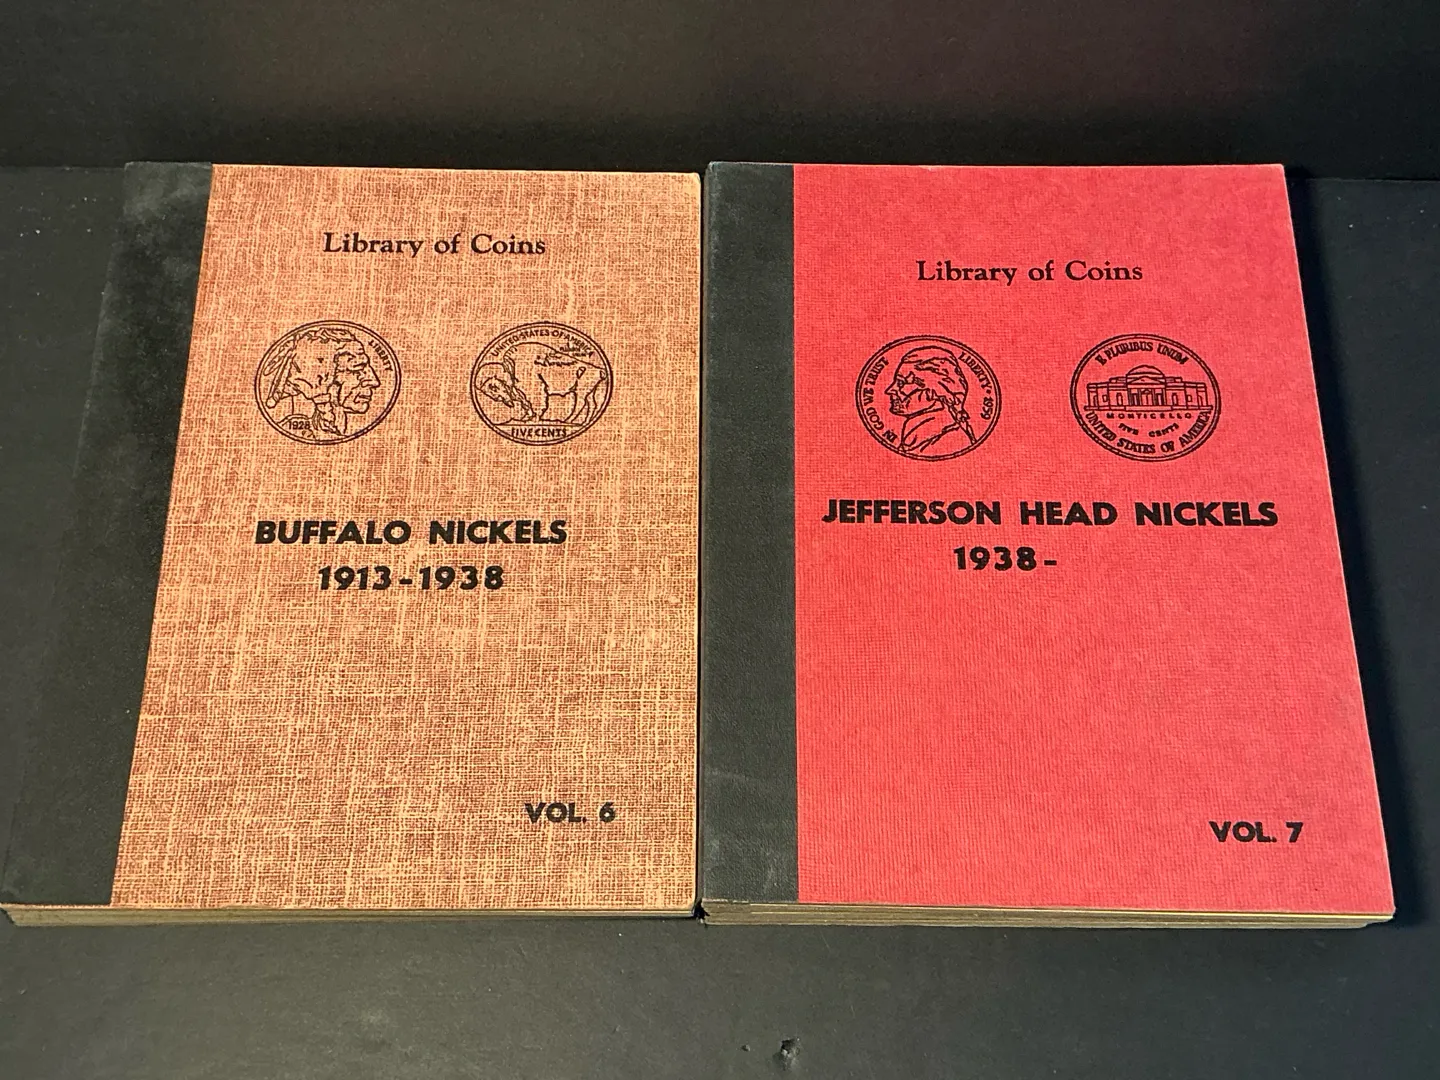 Library of Coins
LIBERTY
1928
UNITED STATES OF AMERICA
FIVE CENTS
BUFFALO NICKELS
1913-1938
VOL. 6
Library of Coins
IN GOD WE TRUST
LIBERTY · 1959
E PLURIBUS UNUM
MONTICELLO
FIVE CENTS
UNITED STATES OF AMERICA
JEFFERSON HEAD NICKELS
1938-
VOL. 7